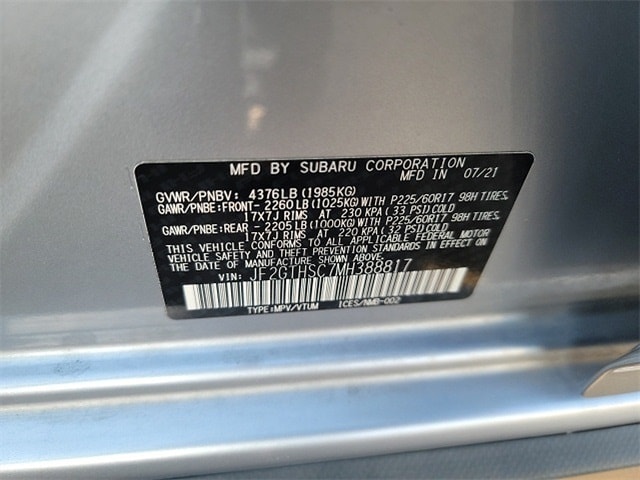 MFD BY SUBARU CORPORATION MFD IN 07/21
GVWR/PNBV: 4376LB(1985KG)
GAWR/PNBE:FRONT-2260LB(1025KG)WITH P225/60R17 98H TIRES,
17X7J RIMS AT 230 KPA(33 PSI)COLD
GAWR/PNBE:REAR -2205LB(1000KG)WITH P225/60R17 98H TIRES,
17X7J RIMS AT 220 KPA(32 PSI)COLD
THIS VEHICLE CONFORMS TO ALL APPLICABLE FEDERAL MOTOR
VEHICLE SAFETY AND THEFT PREVENTION STANDARDS IN EFFECT
ON THE DATE OF MANUFACTURE SHOWN ABOVE.
VIN: JF2GTHSC7MH388817
TYPE:MPV/VTUM ICES/NMB-002